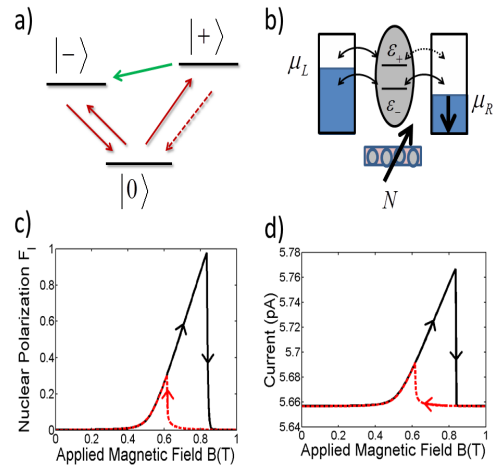 a)
|−⟩
|+⟩
|0⟩
b)
μL
ε+
ε−
μR
N
c)
Nuclear Polarization FI
1
0.8
0.6
0.4
0.2
0
0 0.2 0.4 0.6 0.8 1
Applied Magnetic Field B(T)
d)
Current (pA)
5.78
5.76
5.74
5.72
5.7
5.68
5.66
5.64
0 0.2 0.4 0.6 0.8 1
Applied Magnetic Field B(T)